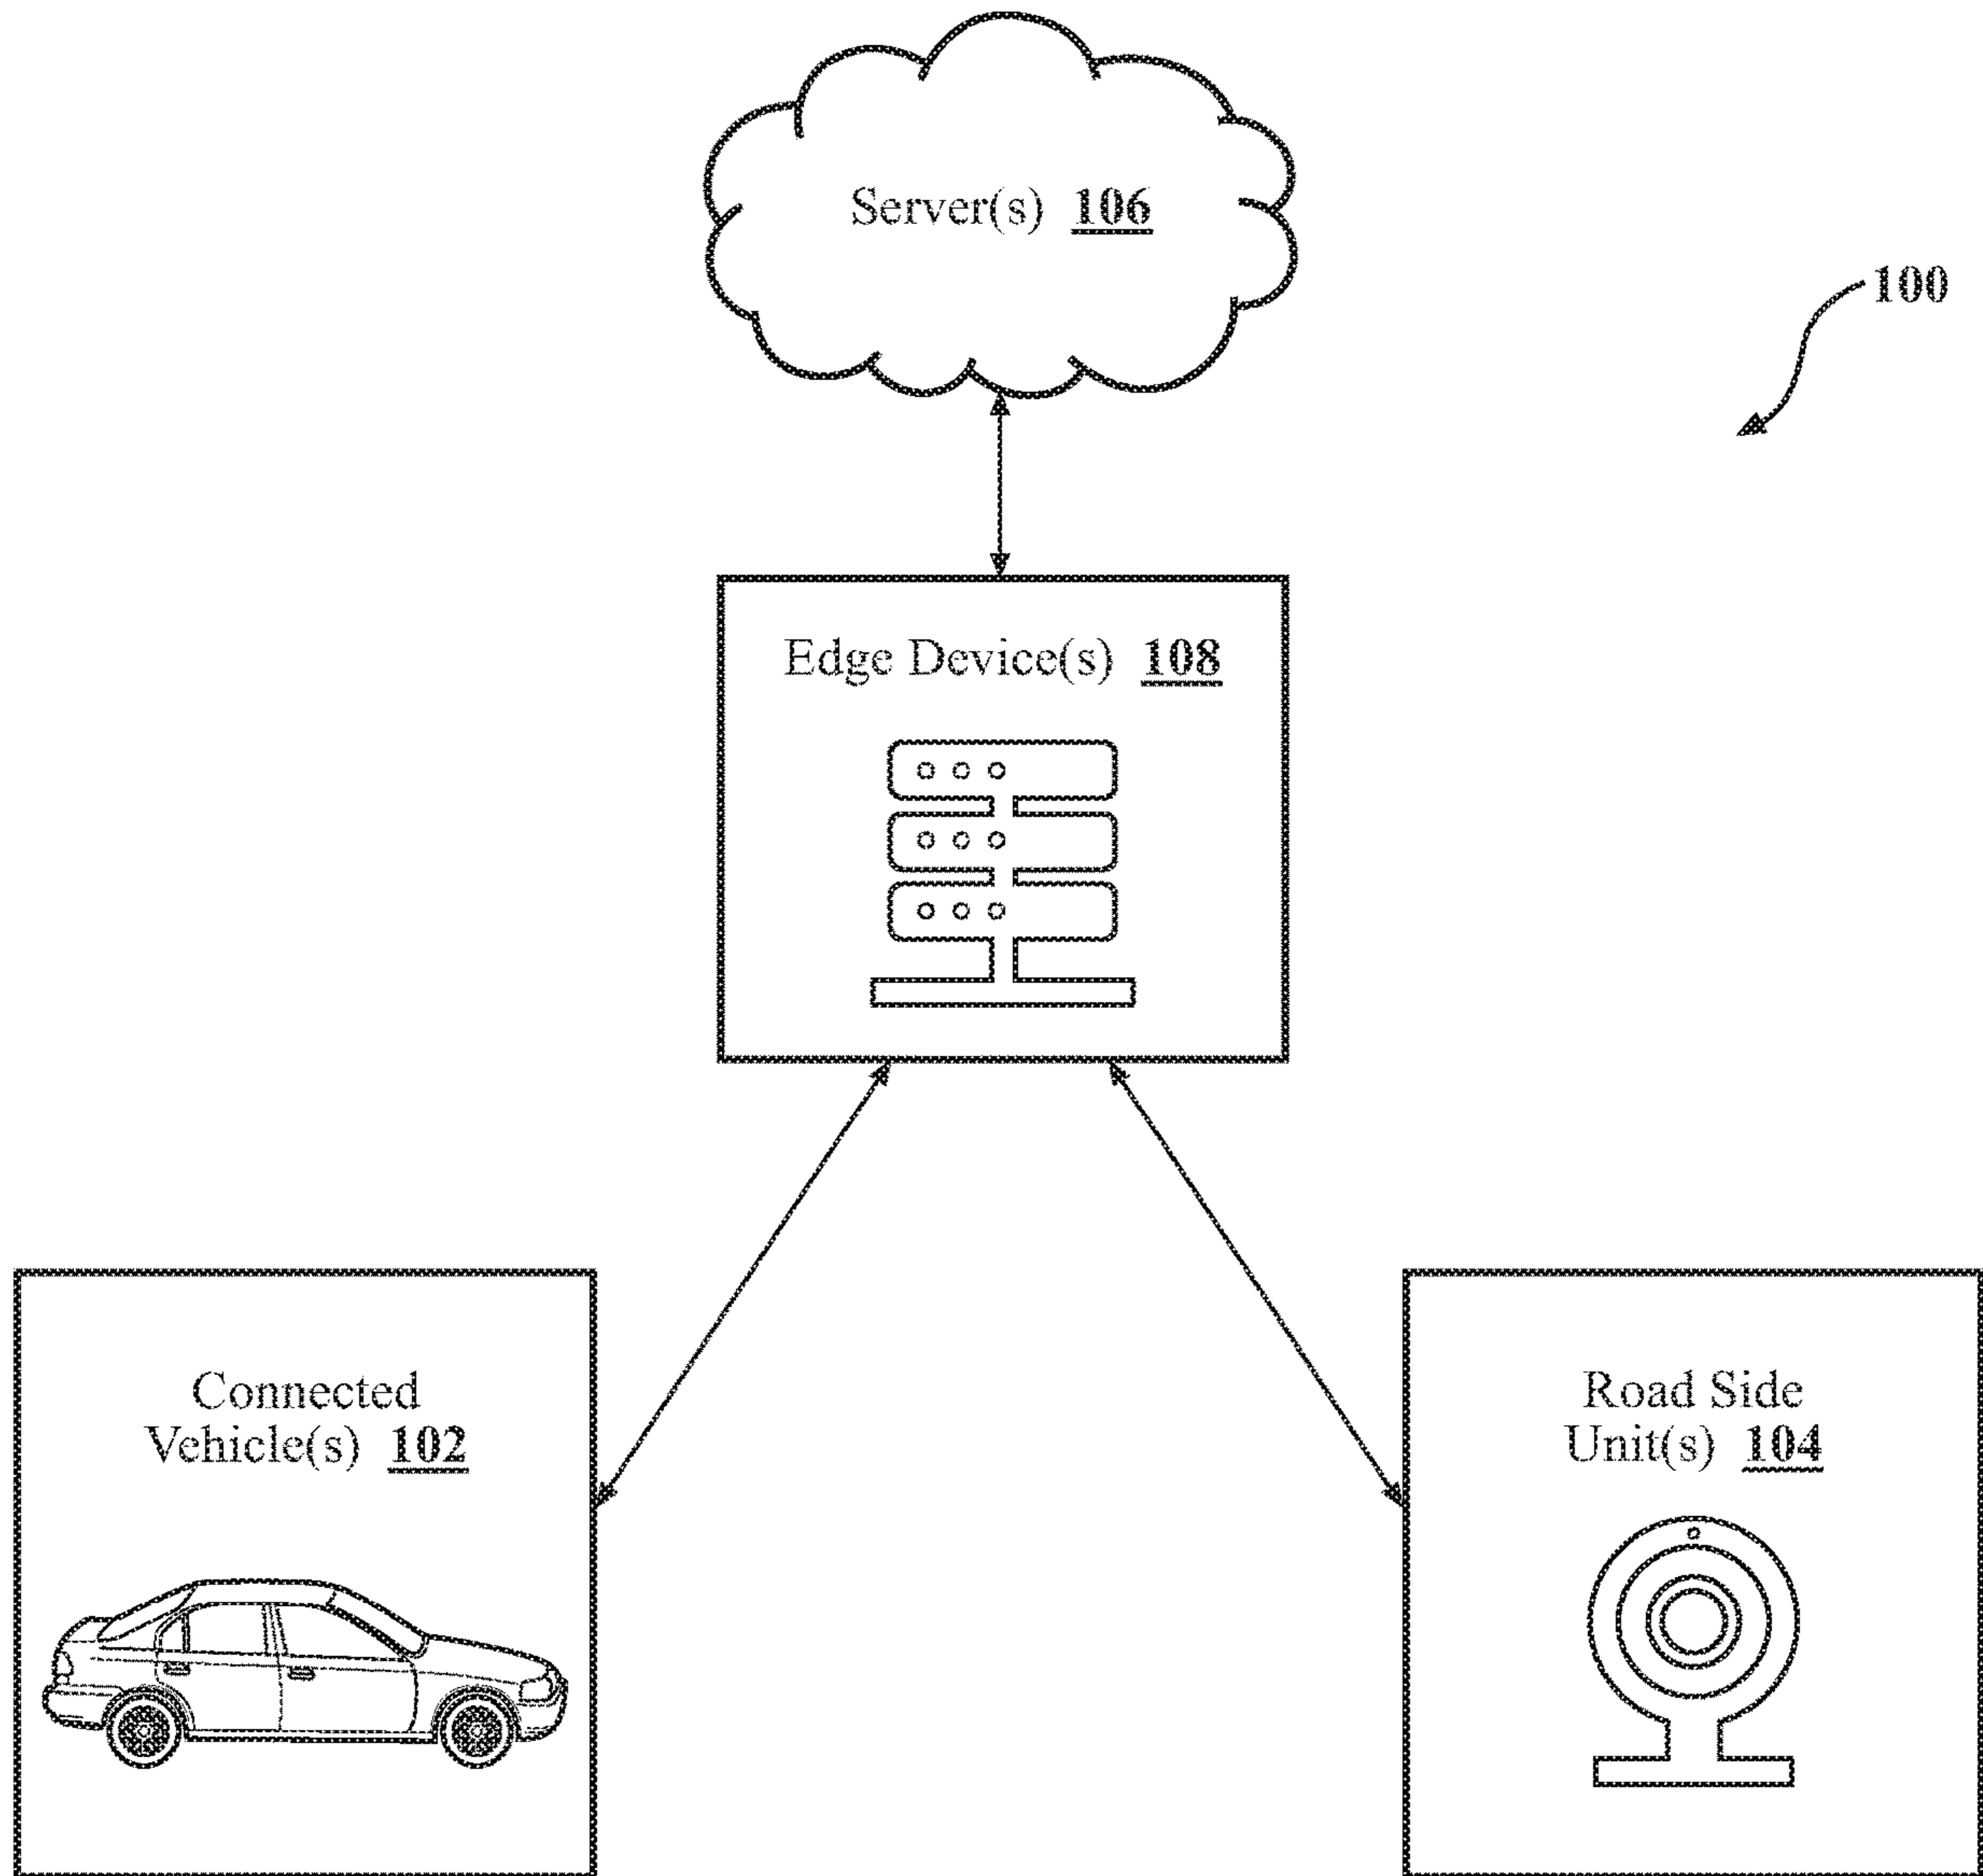 Server(s) 106
100
Edge Device(s) 108
Connected
Vehicle(s) 102
Road Side
Unit(s) 104